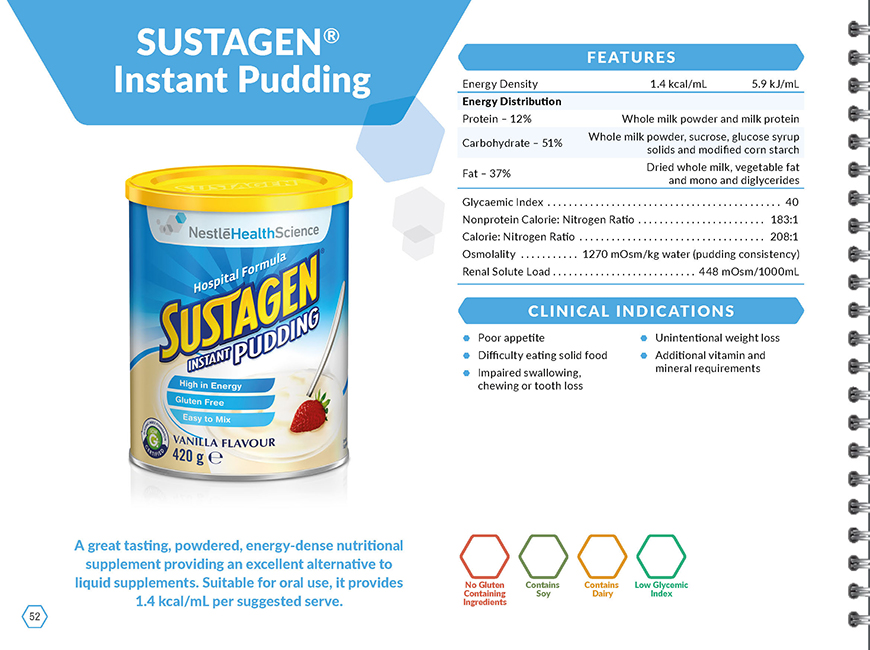 SUSTAGEN®
Instant Pudding
NestlēHealthScience
Hospital Formula
SUSTAGEN
INSTANT PUDDING
High in Energy
Gluten Free
Easy to Mix
VANILLA FLAVOUR
420 g ℮
A great tasting, powdered, energy-dense nutritional
supplement providing an excellent alternative to
liquid supplements. Suitable for oral use, it provides
1.4 kcal/mL per suggested serve.
52
FEATURES
Energy Density 1.4 kcal/mL 5.9 kJ/mL
Energy Distribution
Protein – 12% Whole milk powder and milk protein
Carbohydrate – 51% Whole milk powder, sucrose, glucose syrup
solids and modified corn starch
Fat – 37% Dried whole milk, vegetable fat
and mono and diglycerides
Glycaemic Index ........................................... 40
Nonprotein Calorie: Nitrogen Ratio ....................... 183:1
Calorie: Nitrogen Ratio .................................. 208:1
Osmolality ........... 1270 mOsm/kg water (pudding consistency)
Renal Solute Load .......................... 448 mOsm/1000mL
CLINICAL INDICATIONS
Poor appetite
Difficulty eating solid food
Impaired swallowing,
chewing or tooth loss
Unintentional weight loss
Additional vitamin and
mineral requirements
No Gluten
Containing
Ingredients
Contains
Soy
Contains
Dairy
Low Glycemic
Index